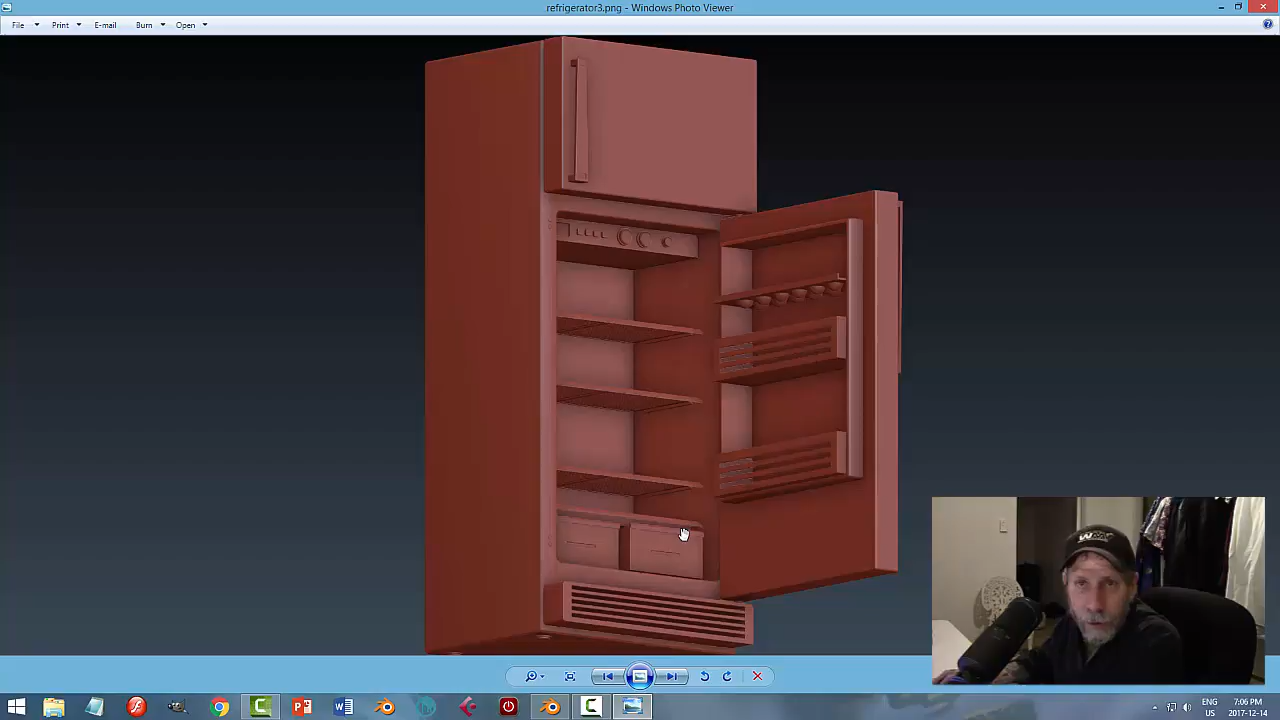 refrigerator3.png - Windows Photo Viewer
File Print E-mail Burn Open
ENG 7:06 PM
US 2017-12-14